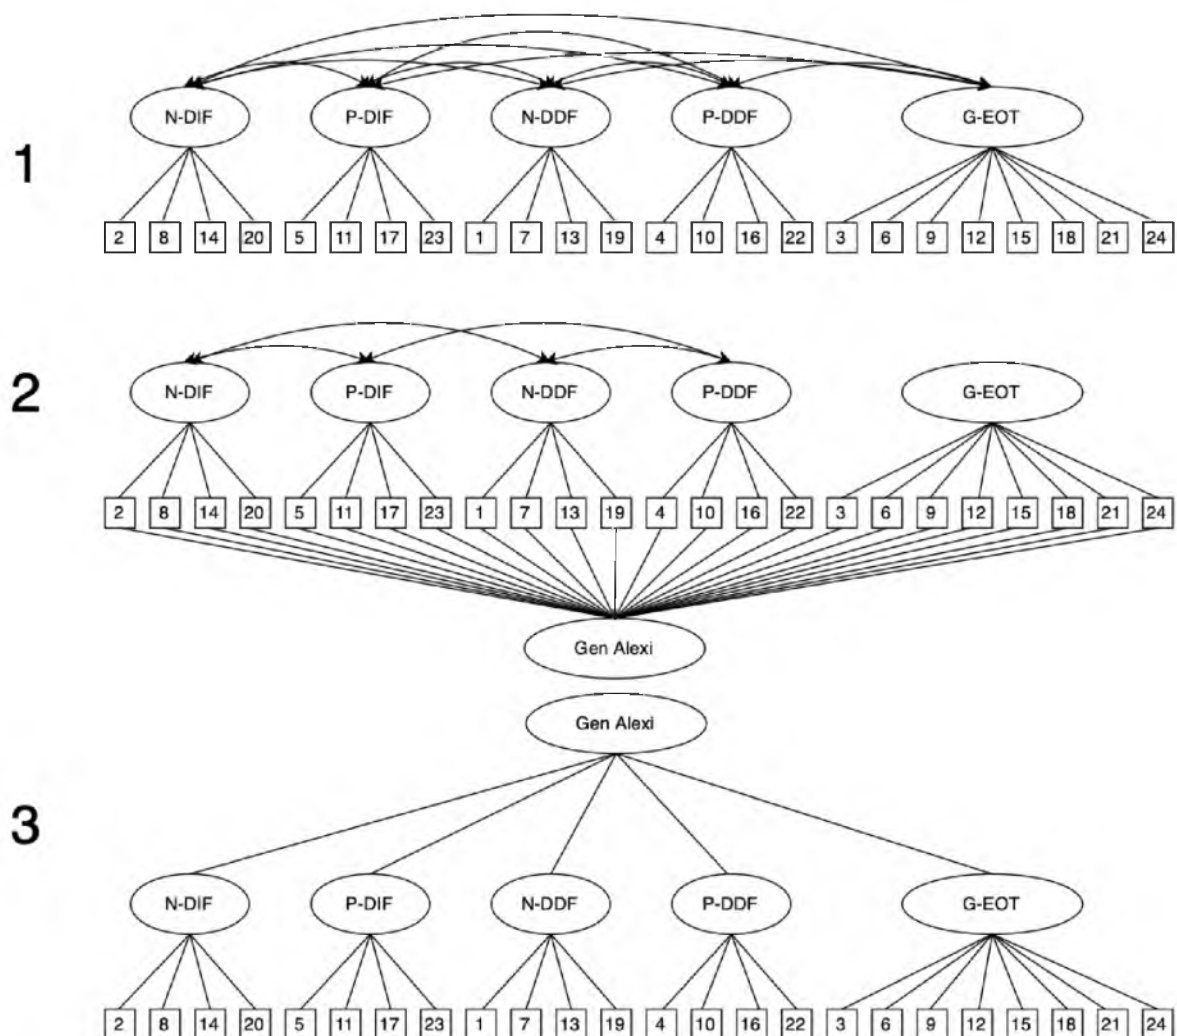 N-DIF P-DIF N-DDF P-DDF G-EOT
1
2 8 14 20 5 11 17 23 1 7 13 19 4 10 16 22 3 6 9 12 15 18 21 24
2
N-DIF P-DIF N-DDF P-DDF G-EOT
2 8 14 20 5 11 17 23 1 7 13 19 4 10 16 22 3 6 9 12 15 18 21 24
Gen Alexi
Gen Alexi
3
N-DIF P-DIF N-DDF P-DDF G-EOT
2 8 14 20 5 11 17 23 1 7 13 19 4 10 16 22 3 6 9 12 15 18 21 24